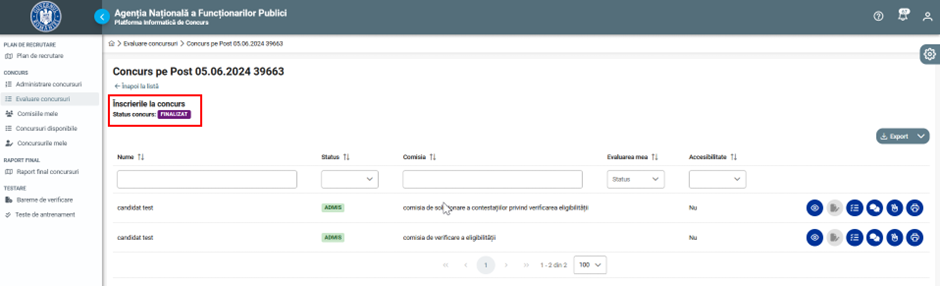 Agenția Națională a Funcționarilor Publici
Platforma Informatică de Concurs
PLAN DE RECRUTARE
Plan de recrutare
CONCURS
Administrare concursuri
Evaluare concursuri
Comisiile mele
Concursuri disponibile
Concursurile mele
RAPORT FINAL
Raport final concursuri
TESTARE
Bareme de verificare
Teste de antrenament
Evaluare concursuri > Concurs pe Post 05.06.2024 39663
Concurs pe Post 05.06.2024 39663
← Înapoi la listă
Înscrierile la concurs
Status concurs: FINALIZAT
Export
Nume Status Comisia Evaluarea mea Accesibilitate
Status
candidat test ADMIS comisia de soluționare a contestațiilor privind verificarea eligibilității Nu
candidat test ADMIS comisia de verificare a eligibilității Nu
« ‹ 1 › » 1 - 2 din 2 100